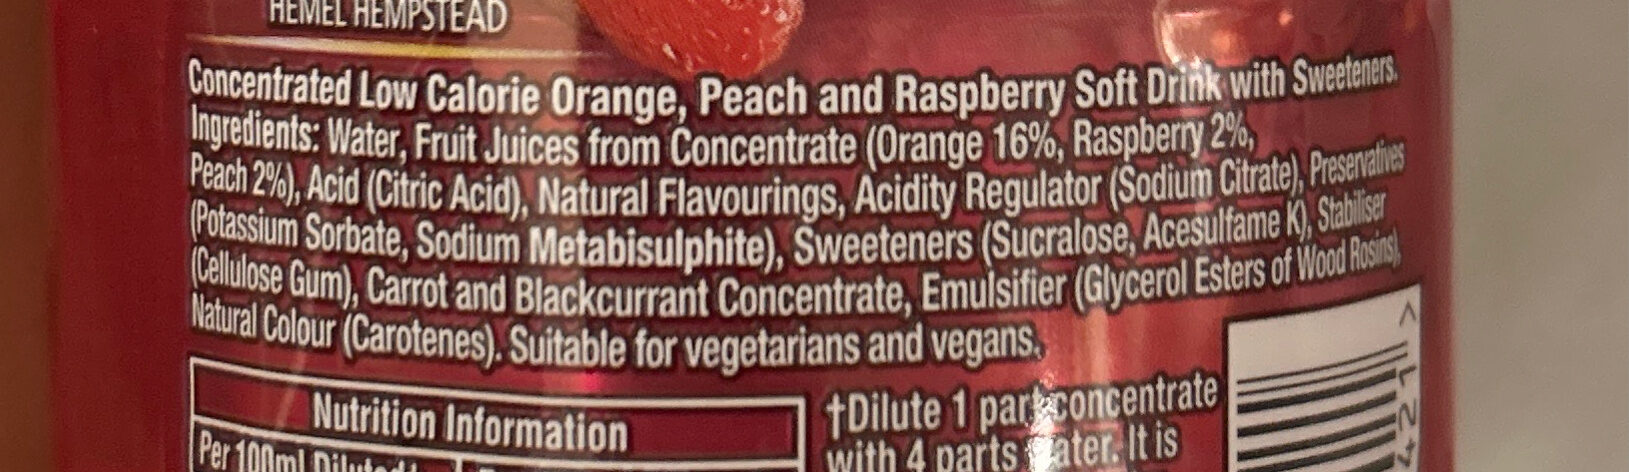 HEMEL HEMPSTEAD
Concentrated Low Calorie Orange, Peach and Raspberry Soft Drink with Sweeteners.
Ingredients: Water, Fruit Juices from Concentrate (Orange 16%, Raspberry 2%,
Peach 2%), Acid (Citric Acid), Natural Flavourings, Acidity Regulator (Sodium Citrate), Preservatives
(Potassium Sorbate, Sodium Metabisulphite), Sweeteners (Sucralose, Acesulfame K), Stabiliser
(Cellulose Gum), Carrot and Blackcurrant Concentrate, Emulsifier (Glycerol Esters of Wood Rosins),
Natural Colour (Carotenes). Suitable for vegetarians and vegans.
Nutrition Information
Per 100ml Diluted†
†Dilute 1 part concentrate
with 4 parts water. It is
421 >